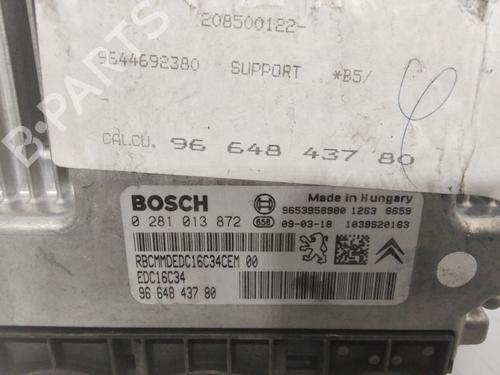 208500122-
9644692380 SUPPORT *B5/
-
CALCU. 96 648 437 80
BOSCH
Made in Hungary
0 281 013 872
9653958980 1263 6659
658 09-03-18 1039S20163
RBCMMDEDC16C34CEM 00
EDC16C34
96 648 437 80
B-PARTS